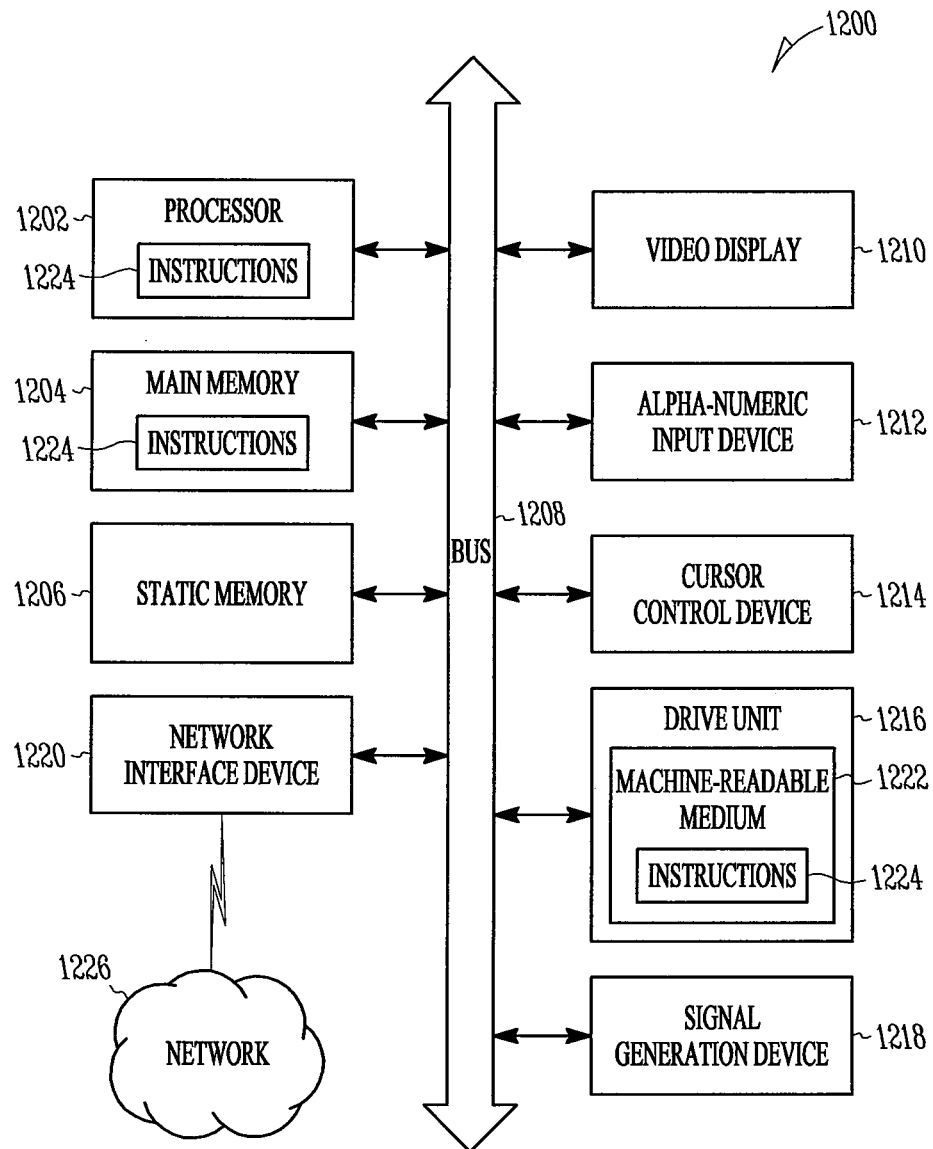 1200
1202
PROCESSOR
1224
INSTRUCTIONS
1204
MAIN MEMORY
1224
INSTRUCTIONS
1206
STATIC MEMORY
1220
NETWORK
INTERFACE DEVICE
1226
NETWORK
BUS
1208
VIDEO DISPLAY
1210
ALPHA-NUMERIC
INPUT DEVICE
1212
CURSOR
CONTROL DEVICE
1214
DRIVE UNIT
1216
MACHINE-READABLE
MEDIUM
1222
INSTRUCTIONS
1224
SIGNAL
GENERATION DEVICE
1218